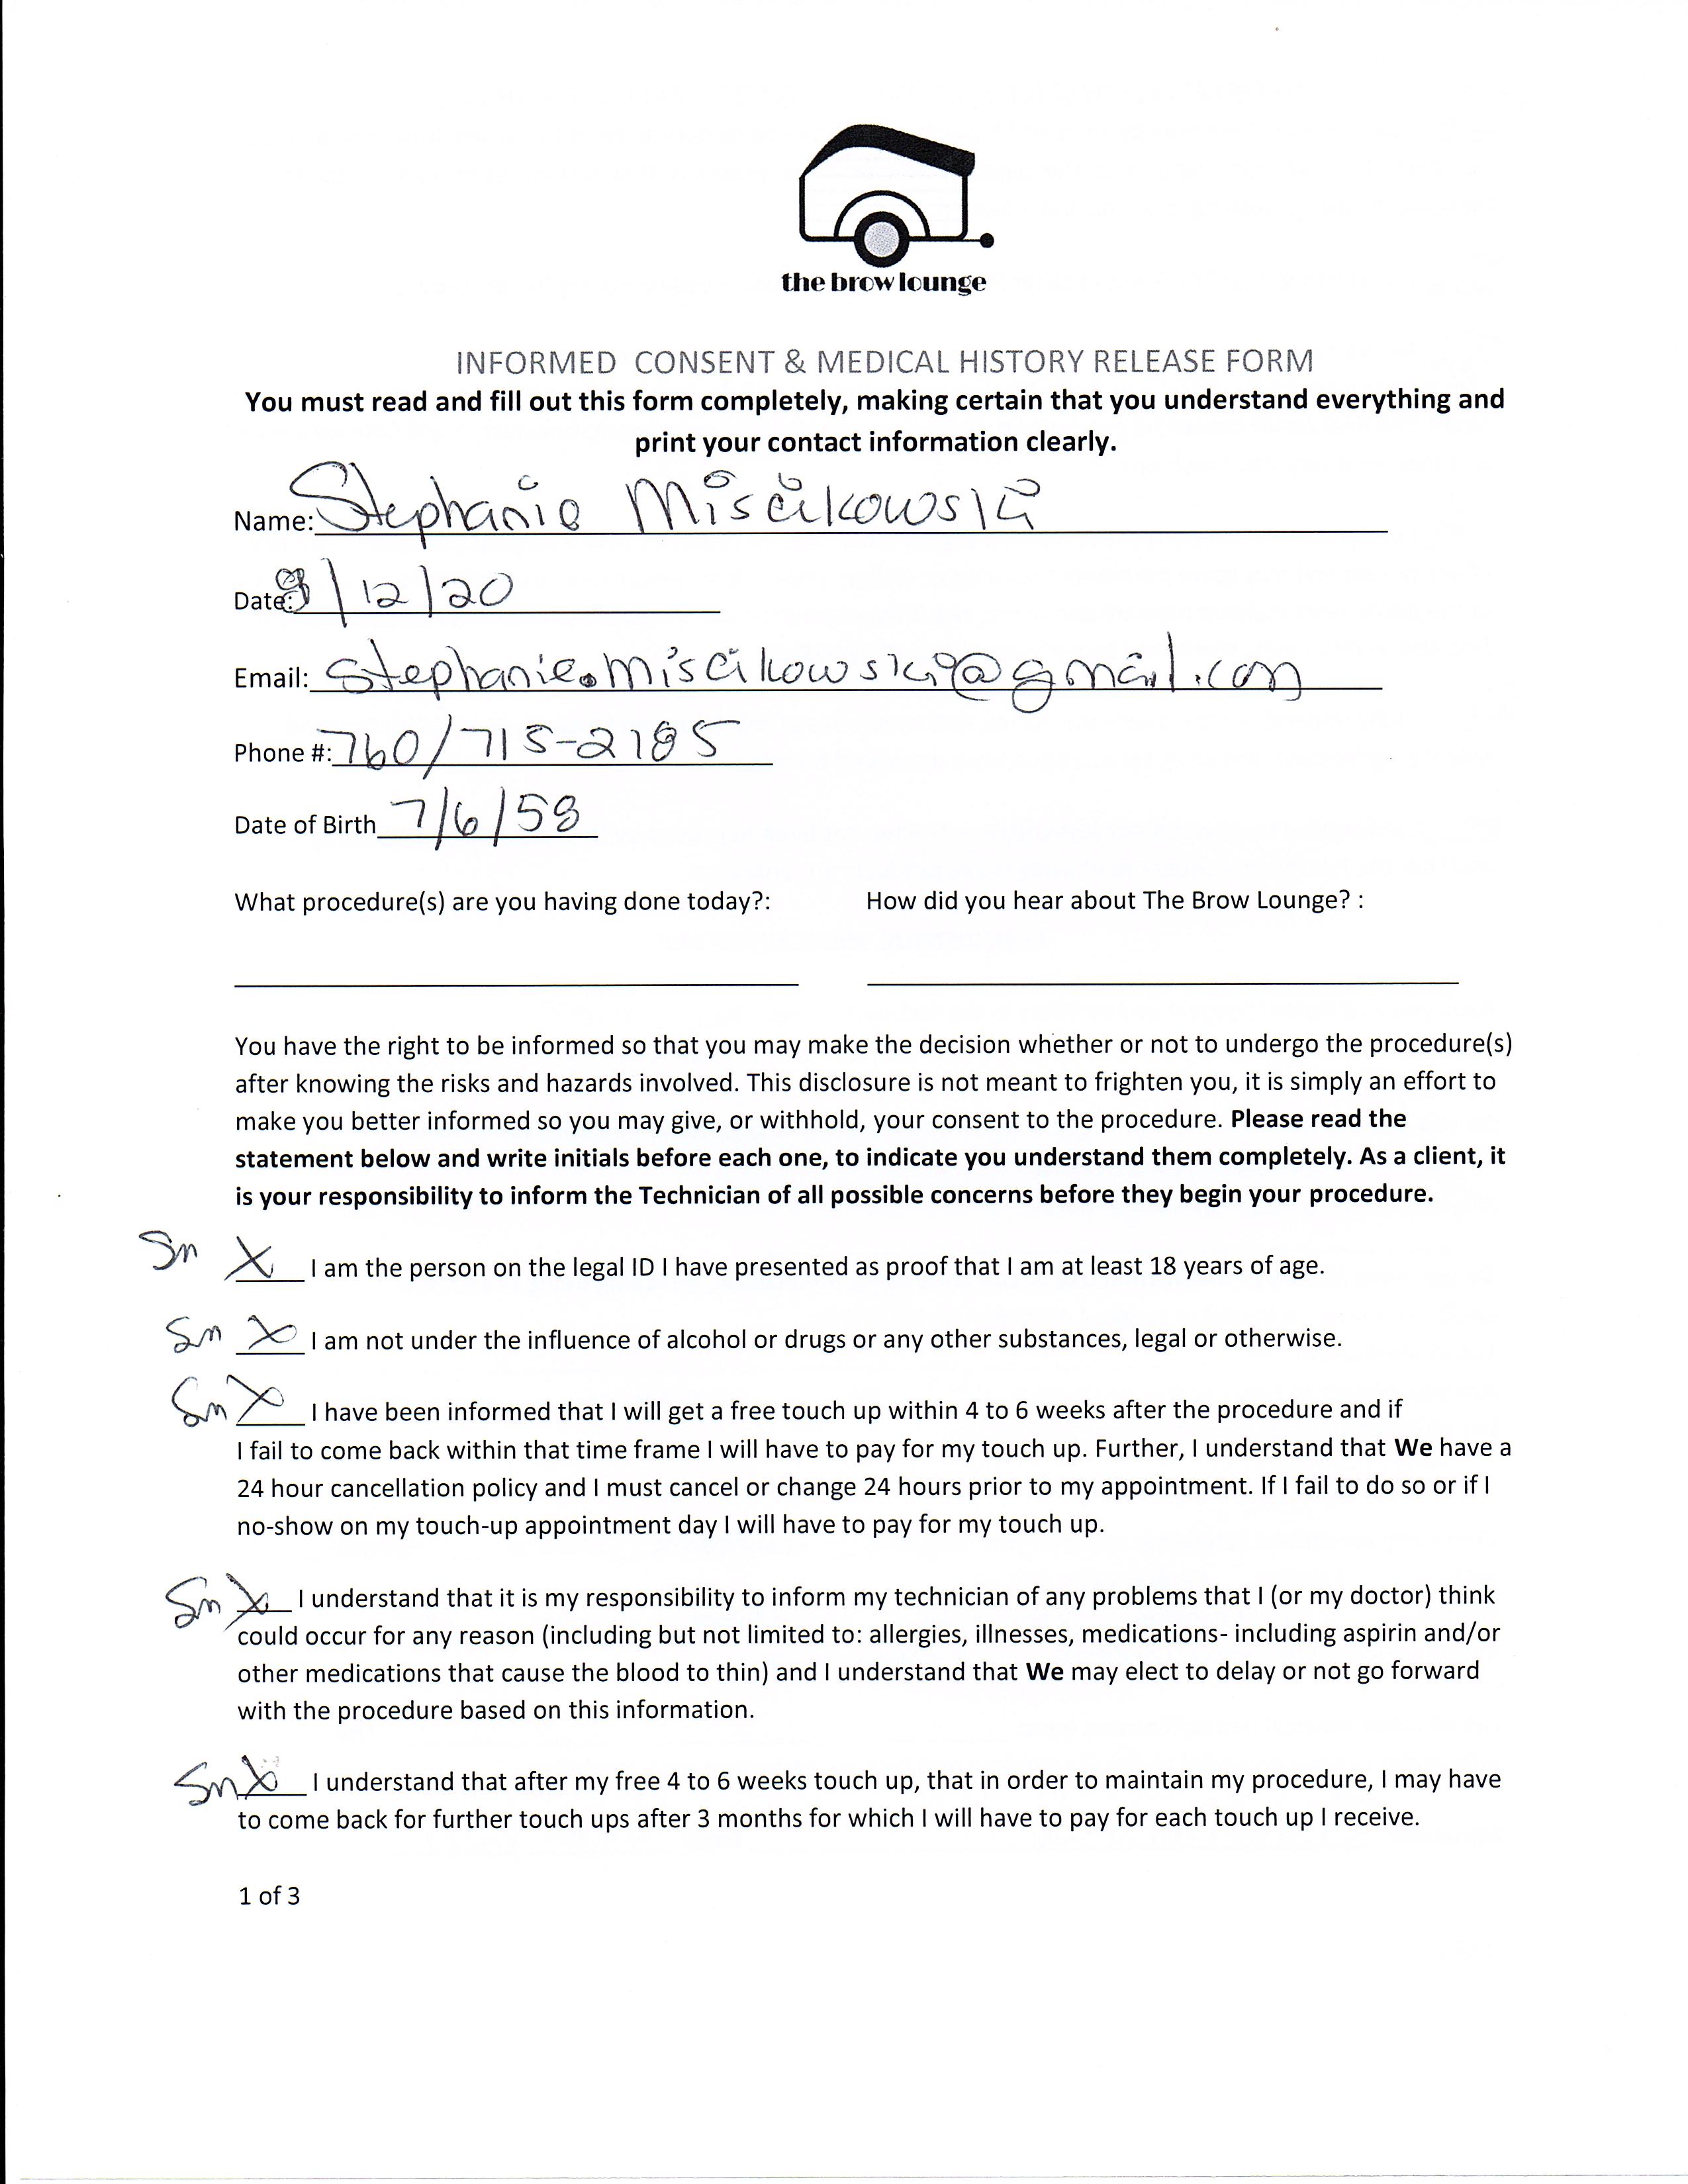 the brow lounge
INFORMED CONSENT & MEDICAL HISTORY RELEASE FORM
You must read and fill out this form completely, making certain that you understand everything and
print your contact information clearly.
Name: Stephanie Miscikowski
Date: 8/12/20
Email: stephanie.miscikowski@gmail.com
Phone #: 760/715-2185
Date of Birth 7/6/58
What procedure(s) are you having done today?: How did you hear about The Brow Lounge? :
You have the right to be informed so that you may make the decision whether or not to undergo the procedure(s)
after knowing the risks and hazards involved. This disclosure is not meant to frighten you, it is simply an effort to
make you better informed so you may give, or withhold, your consent to the procedure. Please read the
statement below and write initials before each one, to indicate you understand them completely. As a client, it
is your responsibility to inform the Technician of all possible concerns before they begin your procedure.
Sm X I am the person on the legal ID I have presented as proof that I am at least 18 years of age.
Sm X I am not under the influence of alcohol or drugs or any other substances, legal or otherwise.
Sm X I have been informed that I will get a free touch up within 4 to 6 weeks after the procedure and if
I fail to come back within that time frame I will have to pay for my touch up. Further, I understand that We have a
24 hour cancellation policy and I must cancel or change 24 hours prior to my appointment. If I fail to do so or if I
no-show on my touch-up appointment day I will have to pay for my touch up.
Sm X I understand that it is my responsibility to inform my technician of any problems that I (or my doctor) think
could occur for any reason (including but not limited to: allergies, illnesses, medications- including aspirin and/or
other medications that cause the blood to thin) and I understand that We may elect to delay or not go forward
with the procedure based on this information.
Sm X I understand that after my free 4 to 6 weeks touch up, that in order to maintain my procedure, I may have
to come back for further touch ups after 3 months for which I will have to pay for each touch up I receive.
1 of 3